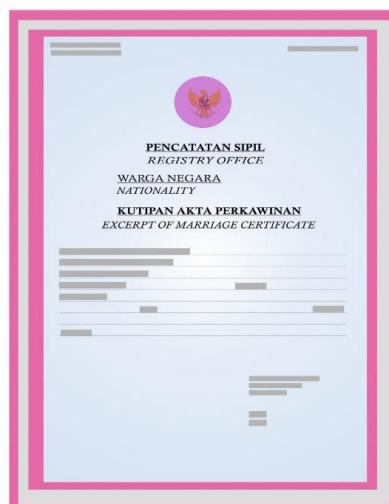 PENCATATAN SIPIL
REGISTRY OFFICE
WARGA NEGARA
NATIONALITY
KUTIPAN AKTA PERKAWINAN
EXCERPT OF MARRIAGE CERTIFICATE